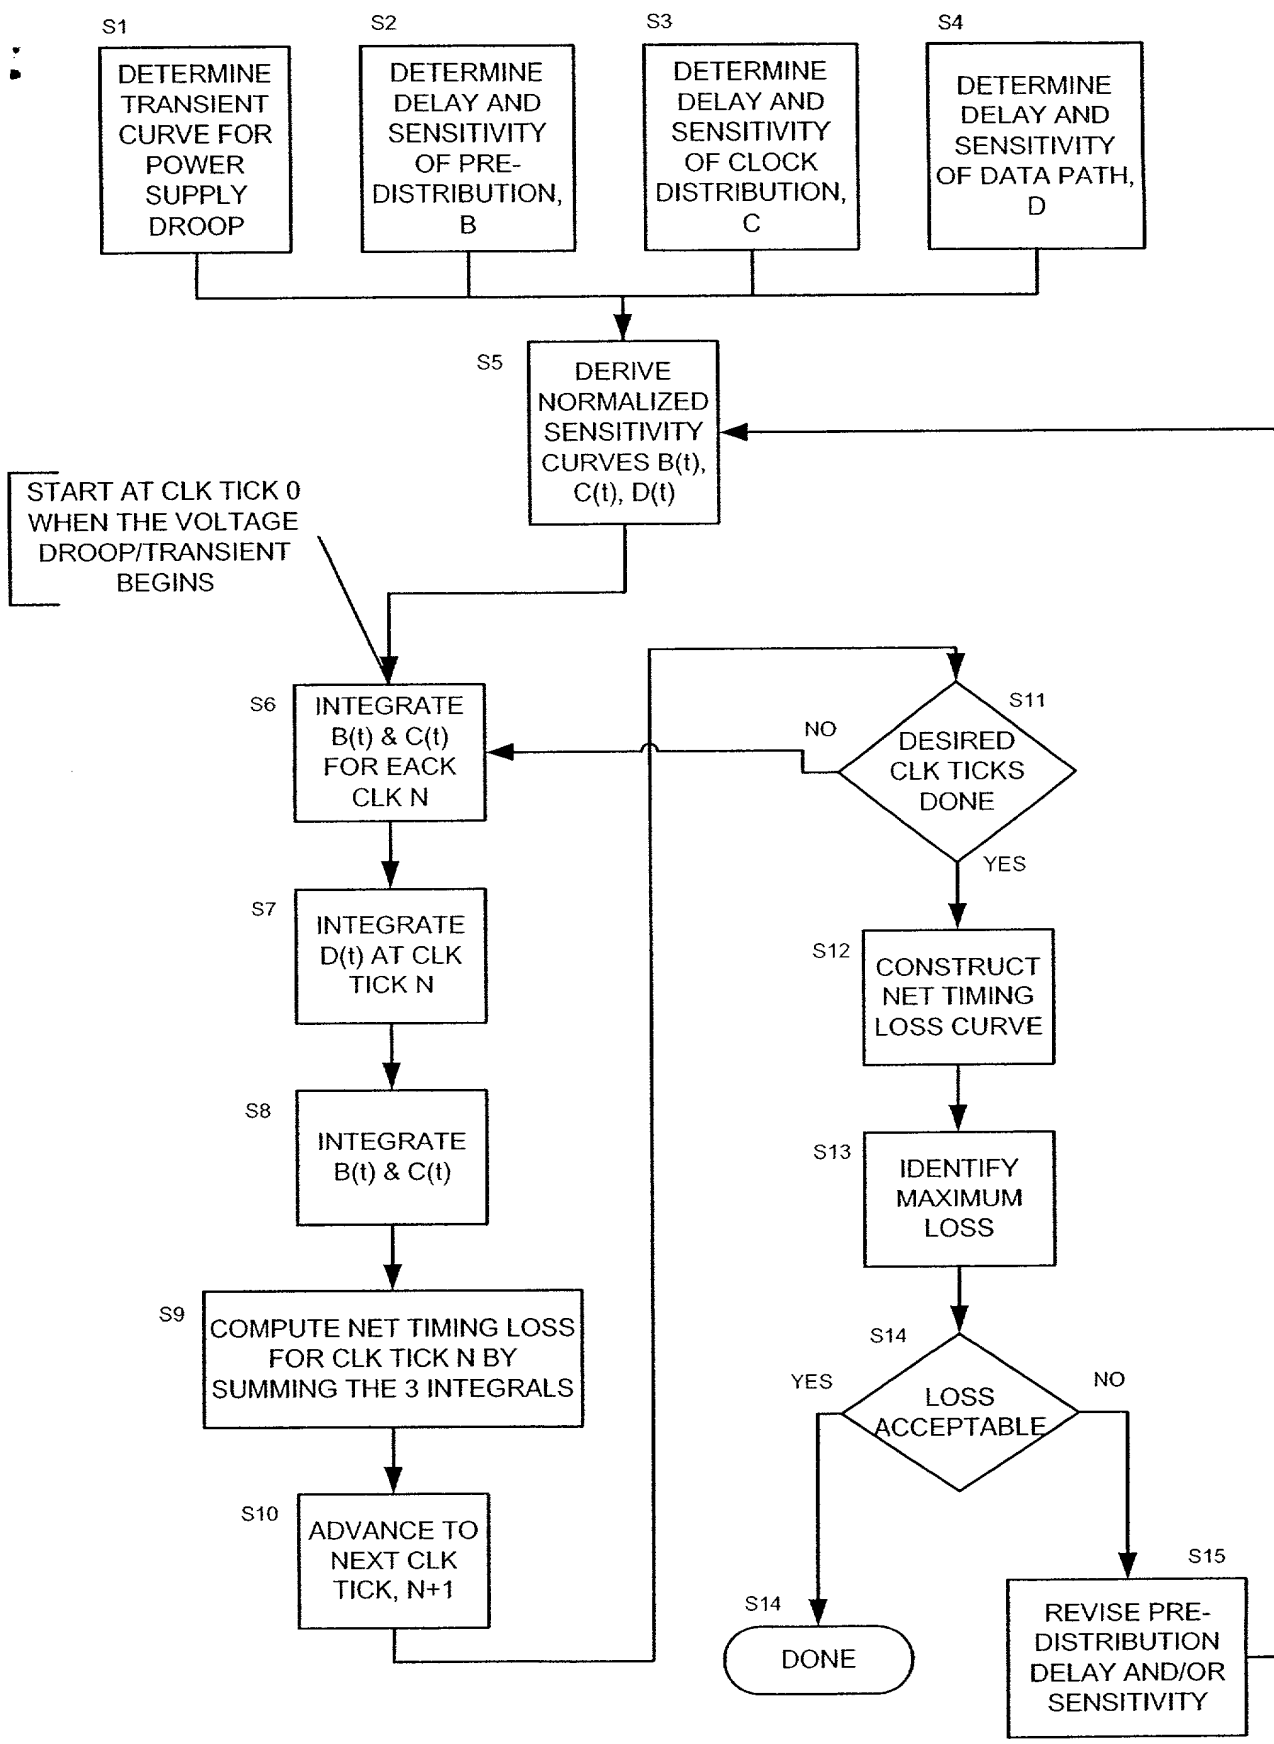 S1
DETERMINE
TRANSIENT
CURVE FOR
POWER
SUPPLY
DROOP
S2
DETERMINE
DELAY AND
SENSITIVITY
OF PRE-
DISTRIBUTION,
B
S3
DETERMINE
DELAY AND
SENSITIVITY
OF CLOCK
DISTRIBUTION,
C
S4
DETERMINE
DELAY AND
SENSITIVITY
OF DATA PATH,
D
S5
DERIVE
NORMALIZED
SENSITIVITY
CURVES B(t),
C(t), D(t)
START AT CLK TICK 0
WHEN THE VOLTAGE
DROOP/TRANSIENT
BEGINS
S6
INTEGRATE
B(t) & C(t)
FOR EACK
CLK N
S7
INTEGRATE
D(t) AT CLK
TICK N
S8
INTEGRATE
B(t) & C(t)
S9
COMPUTE NET TIMING LOSS
FOR CLK TICK N BY
SUMMING THE 3 INTEGRALS
S10
ADVANCE TO
NEXT CLK
TICK, N+1
S11
DESIRED
CLK TICKS
DONE
NO
YES
S12
CONSTRUCT
NET TIMING
LOSS CURVE
S13
IDENTIFY
MAXIMUM
LOSS
S14
LOSS
ACCEPTABLE
YES
NO
S14
DONE
S15
REVISE PRE-
DISTRIBUTION
DELAY AND/OR
SENSITIVITY